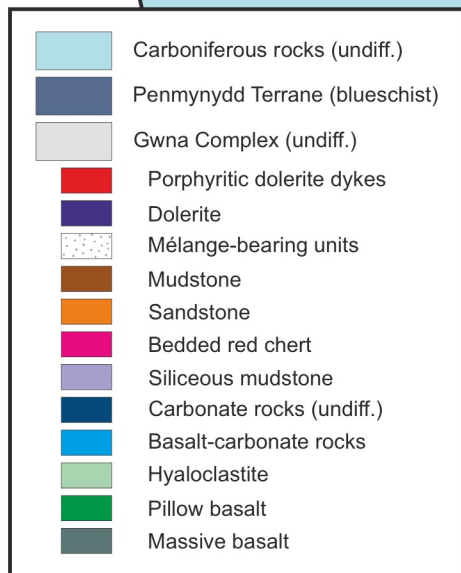 Carboniferous rocks (undiff.)
Penmynydd Terrane (blueschist)
Gwna Complex (undiff.)
Porphyritic dolerite dykes
Dolerite
Mélange-bearing units
Mudstone
Sandstone
Bedded red chert
Siliceous mudstone
Carbonate rocks (undiff.)
Basalt-carbonate rocks
Hyaloclastite
Pillow basalt
Massive basalt